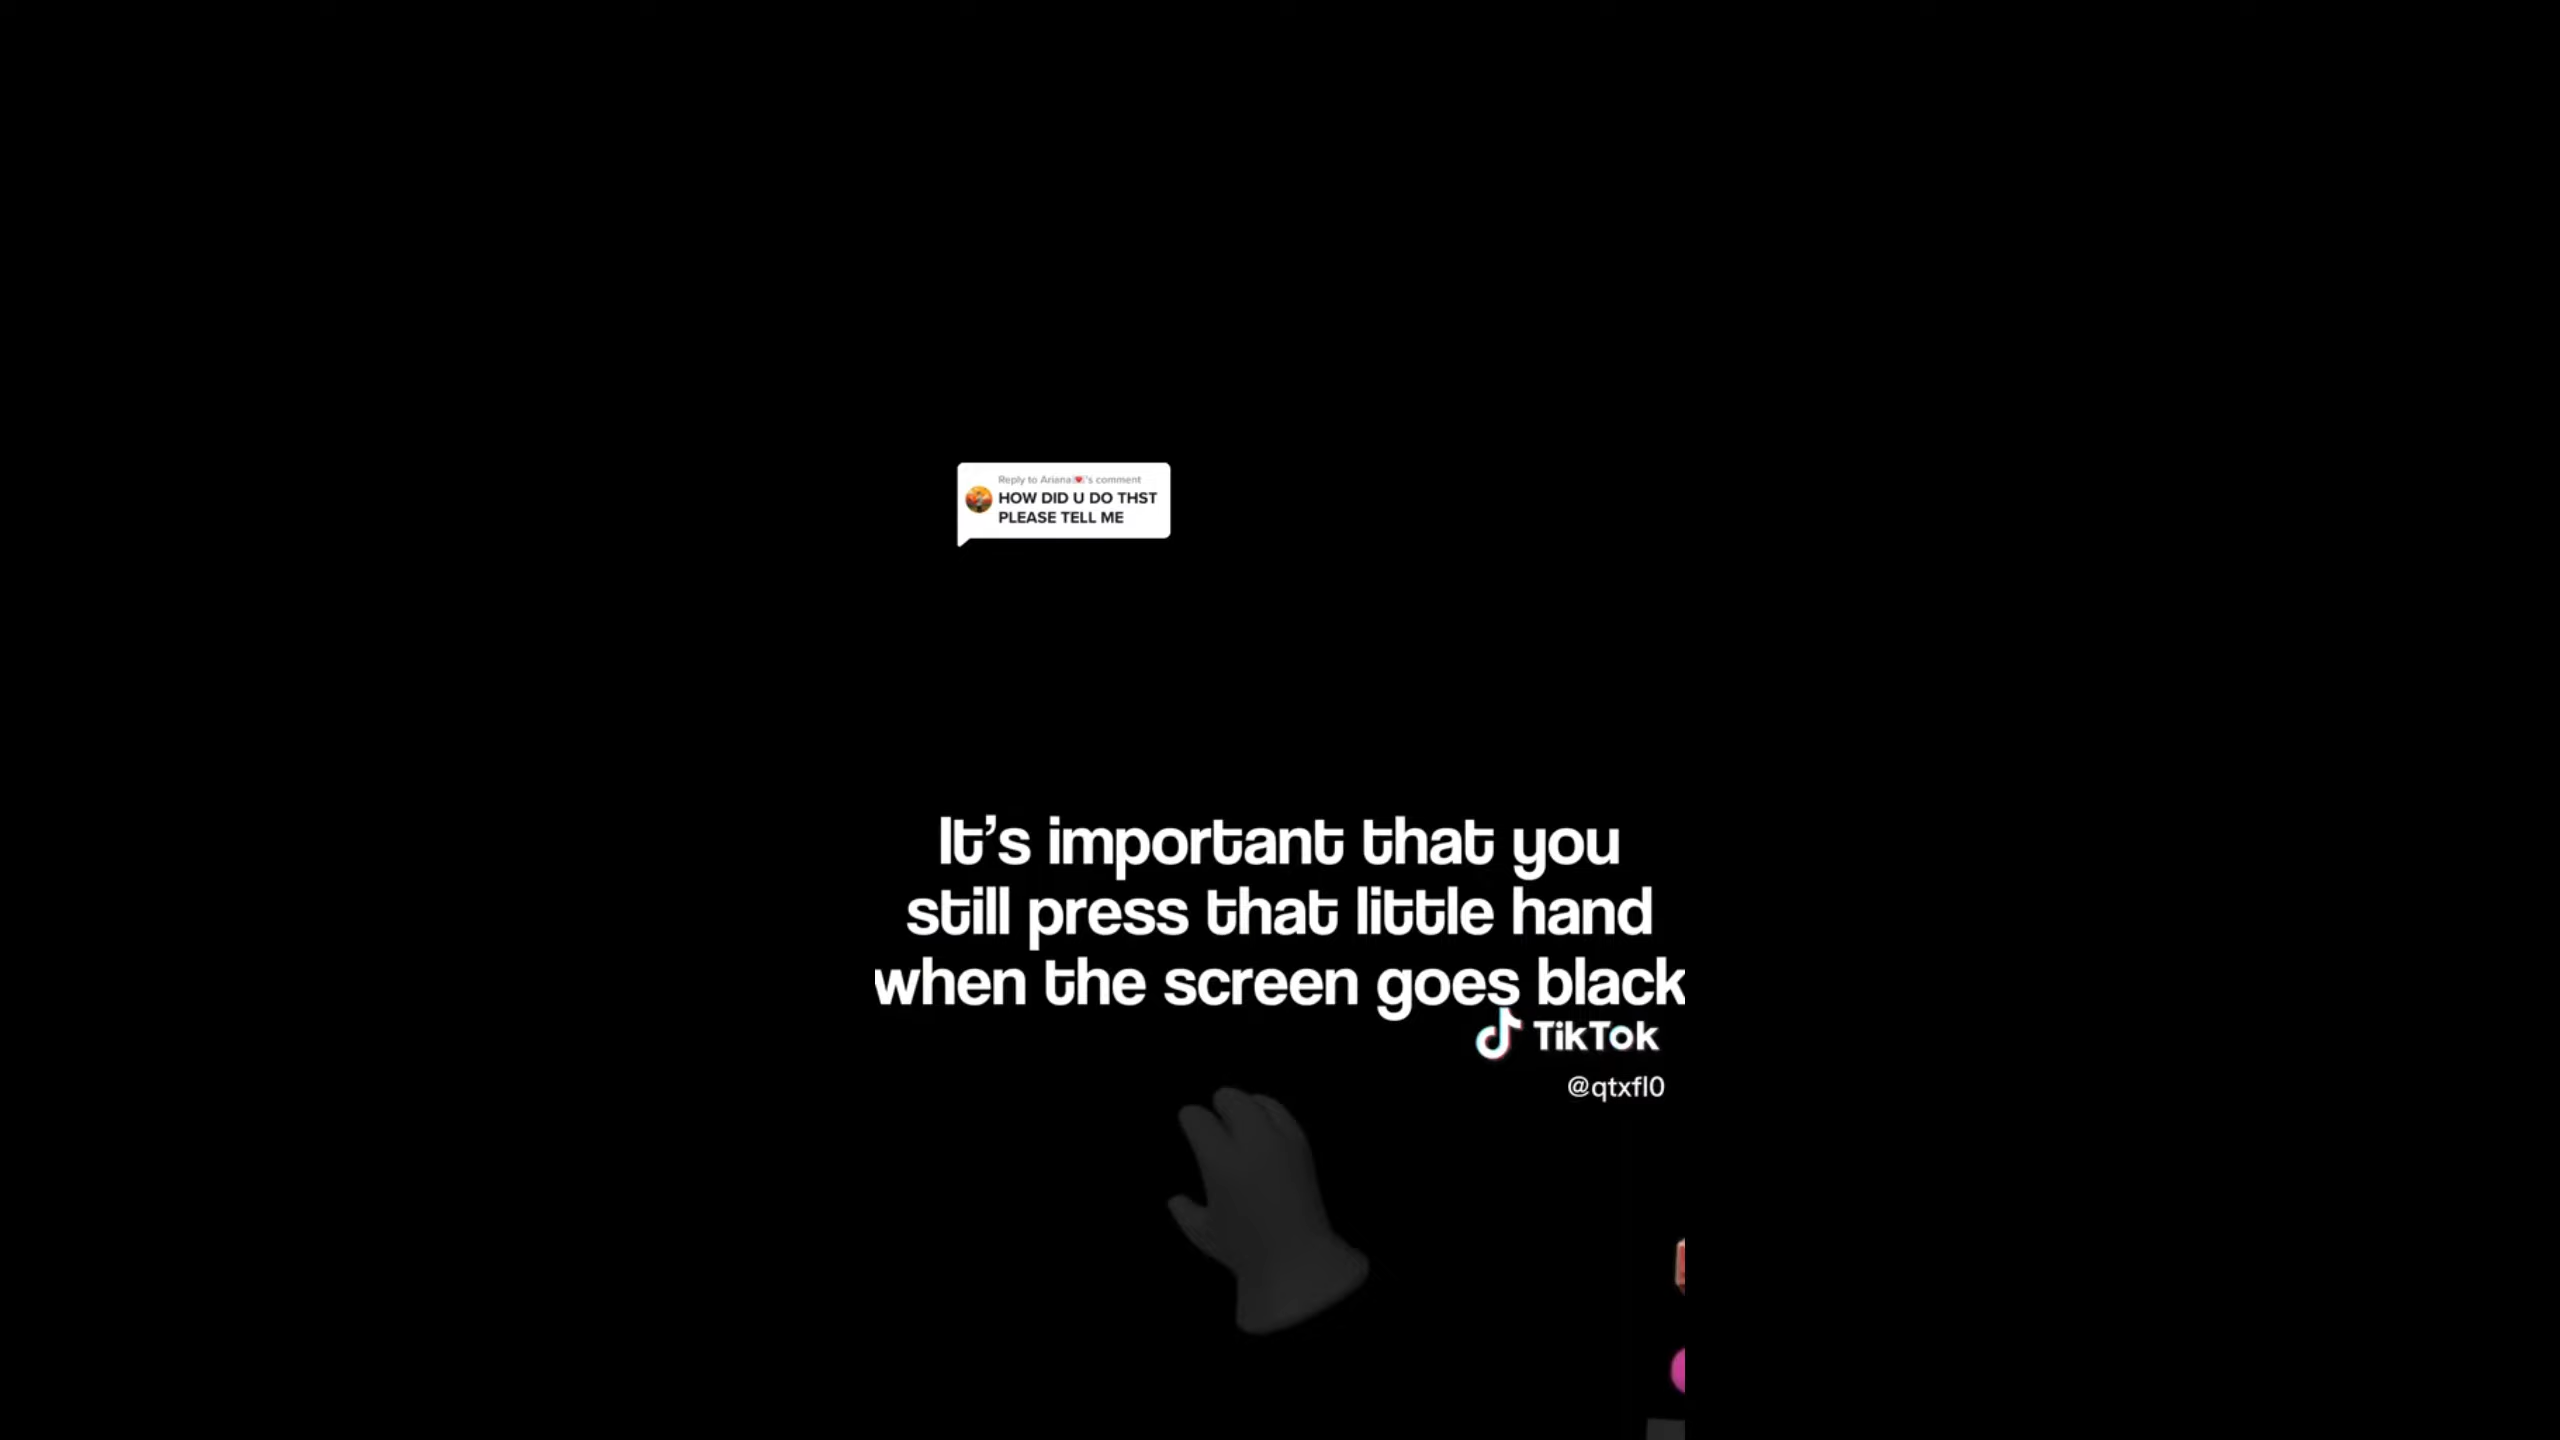 Reply to Ariana💌's comment
HOW DID U DO THST
PLEASE TELL ME
It's important that you
still press that little hand
when the screen goes black
TikTok
@qtxfl0